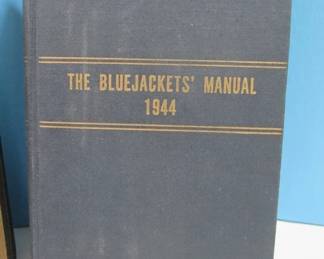 THE BLUEJACKETS' MANUAL
1944